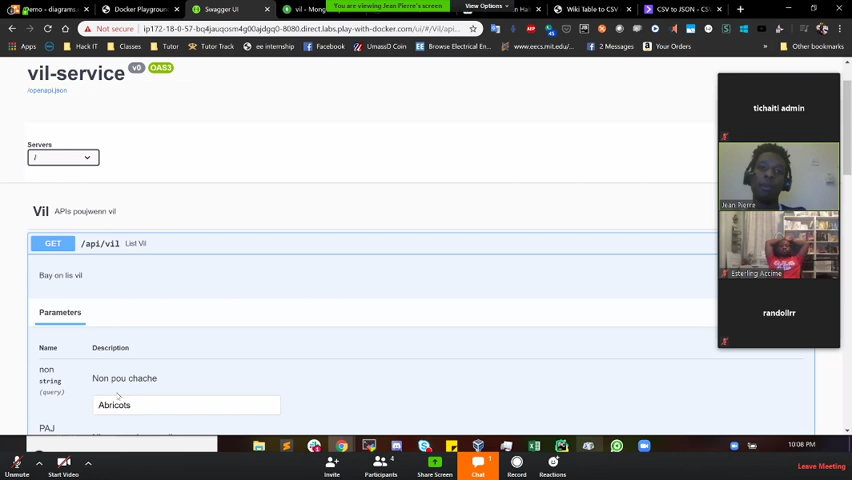 demo - diagrams.
Docker Playground
Swagger UI
vil - Mong
You are viewing Jean Pierre's screen
View Options
Wiki Table to CSV
CSV to JSON - CS
Not secure
ip172-18-0-57-bq4jauqosm4g00ajdgq0-8080.direct.labs.play-with-docker.com/ui/#/Vil/api...
Apps
Hack IT
Classes
Tutor
Tutor Track
ee internship
Facebook
UmassD Coin
Browse Electrical En...
www.eecs.mit.edu/...
2 Messages
Your Orders
Other bookmarks
vil-service v0 OAS3
/openapi.json
Servers
/
Vil APIs poujwenn vil
GET /api/vil List Vil
Bay on lis vil
Parameters
Name Description
non
string
(query)
Non pou chache
Abricots
PAJ
tichaiti admin
Jean Pierre
Esterling Accime
randollrr
10:08 PM
Unmute
Start Video
Invite
Participants 4
Share Screen
Chat 1
Record
Reactions
Leave Meeting